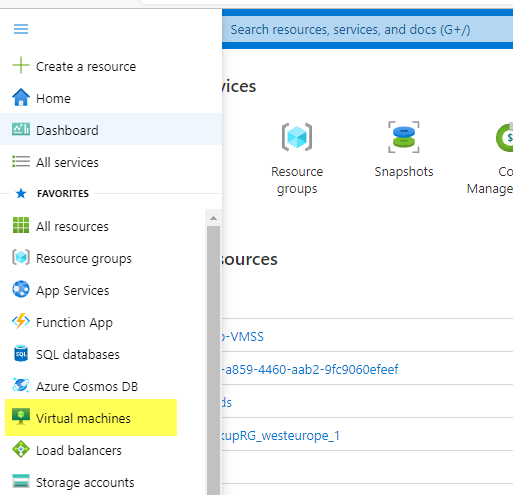 Search resources, services, and docs (G+/)
Create a resource
Home
Dashboard
All services
FAVORITES
All resources
Resource groups
App Services
Function App
SQL databases
Azure Cosmos DB
Virtual machines
Load balancers
Storage accounts
vices
Resource
groups
Snapshots
Co
Manage
sources
-VMSS
-a859-4460-aab2-9fc9060efeef
ds
kupRG_westeurope_1